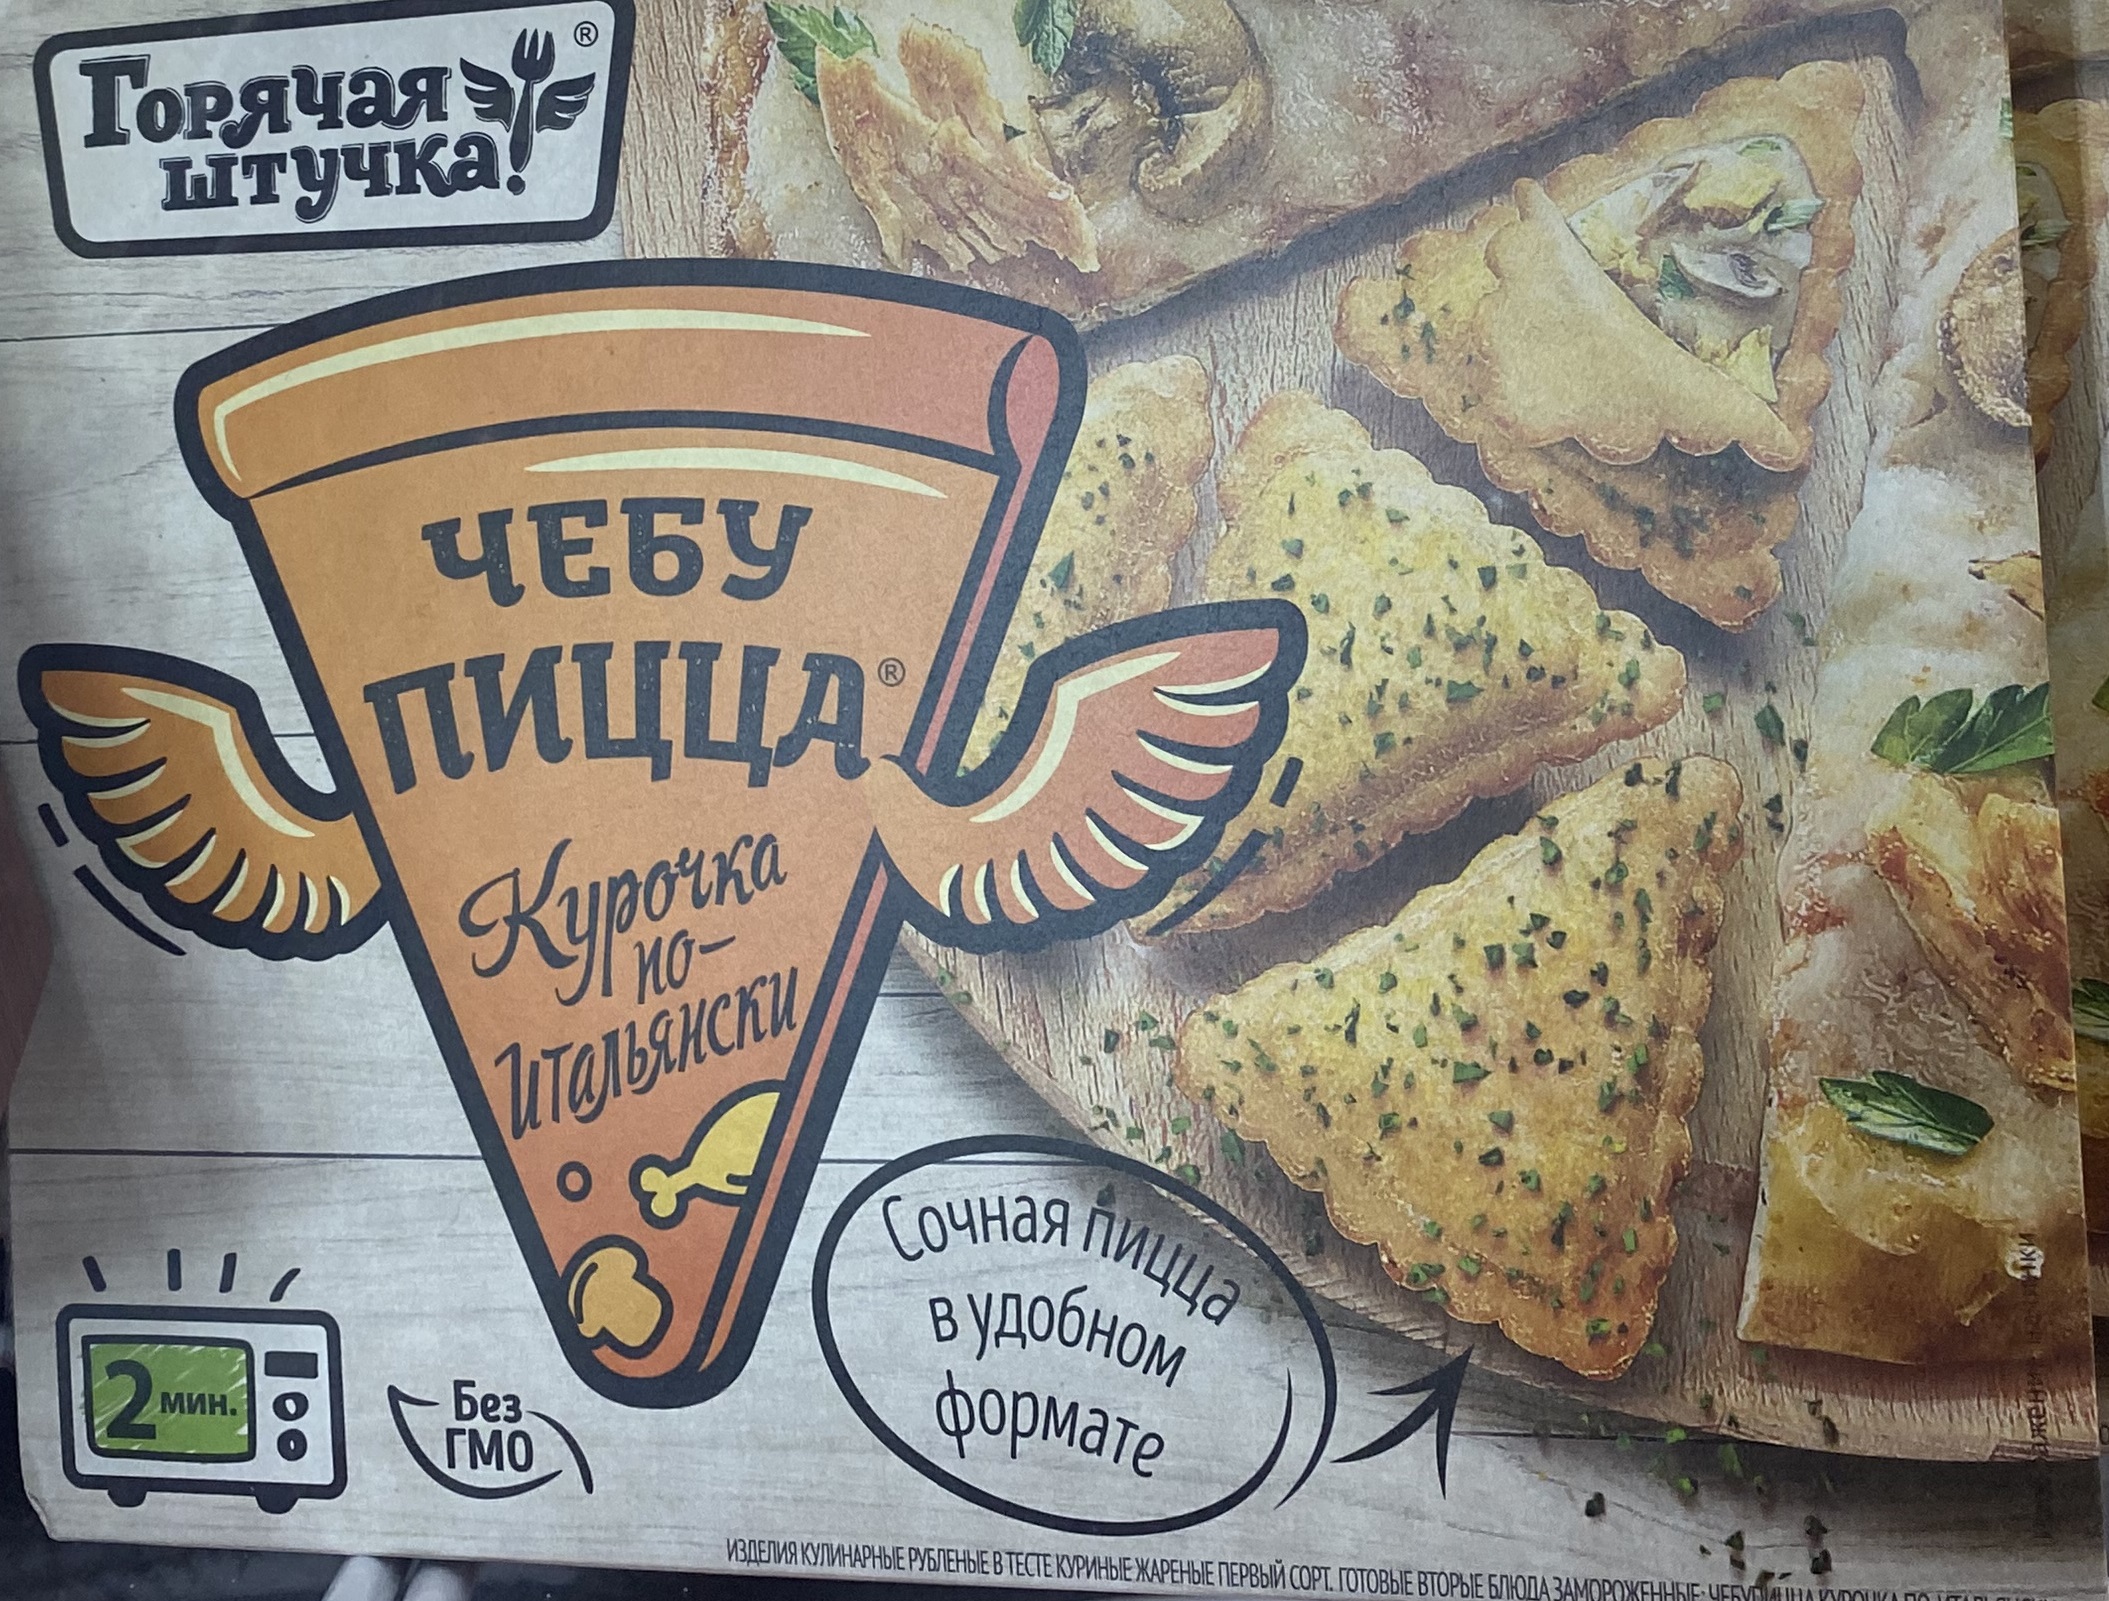 Горячая
штучка!
®
ЧЕБУ
ПИЦЦА®
Курочка
по-
итальянски
2 мин.
Без
ГМО
Сочная пицца
в удобном
формате
ИЗДЕЛИЯ КУЛИНАРНЫЕ РУБЛЕНЫЕ В ТЕСТЕ КУРИНЫЕ ЖАРЕНЫЕ ПЕРВЫЙ СОРТ. ГОТОВЫЕ ВТОРЫЕ БЛЮДА ЗАМОРОЖЕННЫЕ: ЧЕБУПИЦЦА КУРОЧКА ПО-